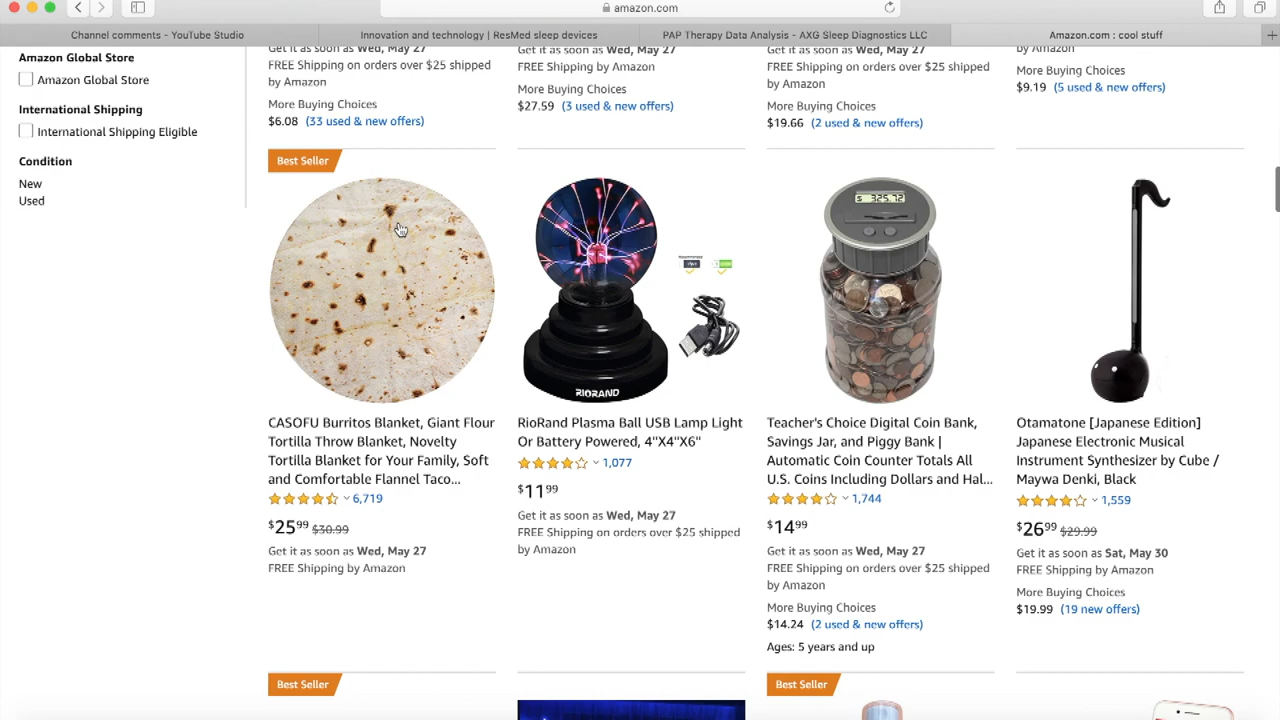 amazon.com
Channel comments - YouTube Studio
Innovation and technology | ResMed sleep devices
PAP Therapy Data Analysis - AXG Sleep Diagnostics LLC
Amazon.com : cool stuff
Amazon Global Store
Amazon Global Store
International Shipping
International Shipping Eligible
Condition
New
Used
Get it as soon as Wed, May 27
FREE Shipping on orders over $25 shipped
by Amazon
More Buying Choices
$6.08 (33 used & new offers)
Get it as soon as Wed, May 27
FREE Shipping by Amazon
More Buying Choices
$27.59 (3 used & new offers)
Get it as soon as Wed, May 27
FREE Shipping on orders over $25 shipped
by Amazon
More Buying Choices
$19.66 (2 used & new offers)
by Amazon
More Buying Choices
$9.19 (5 used & new offers)
Best Seller
CASOFU Burritos Blanket, Giant Flour
Tortilla Throw Blanket, Novelty
Tortilla Blanket for Your Family, Soft
and Comfortable Flannel Taco...
6,719
$25.99 $30.99
Get it as soon as Wed, May 27
FREE Shipping by Amazon
RIORAND
RioRand Plasma Ball USB Lamp Light
Or Battery Powered, 4"X4"X6"
1,077
$11.99
Get it as soon as Wed, May 27
FREE Shipping on orders over $25 shipped
by Amazon
$ 325.72
Teacher's Choice Digital Coin Bank,
Savings Jar, and Piggy Bank |
Automatic Coin Counter Totals All
U.S. Coins Including Dollars and Hal...
1,744
$14.99
Get it as soon as Wed, May 27
FREE Shipping on orders over $25 shipped
by Amazon
More Buying Choices
$14.24 (2 used & new offers)
Ages: 5 years and up
Otamatone [Japanese Edition]
Japanese Electronic Musical
Instrument Synthesizer by Cube /
Maywa Denki, Black
1,559
$26.99 $29.99
Get it as soon as Sat, May 30
FREE Shipping by Amazon
More Buying Choices
$19.99 (19 new offers)
Best Seller
Best Seller